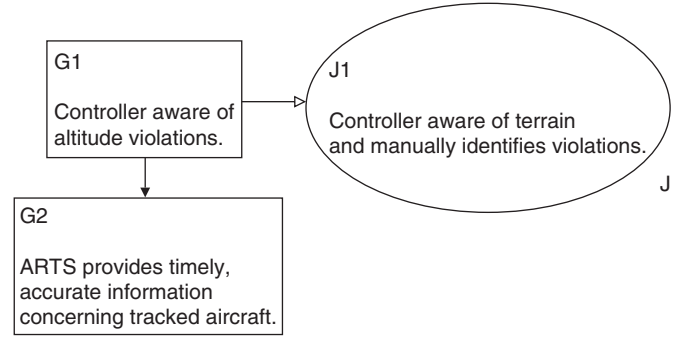 G1
Controller aware of
altitude violations.
J1
Controller aware of terrain
and manually identifies violations.
J
G2
ARTS provides timely,
accurate information
concerning tracked aircraft.